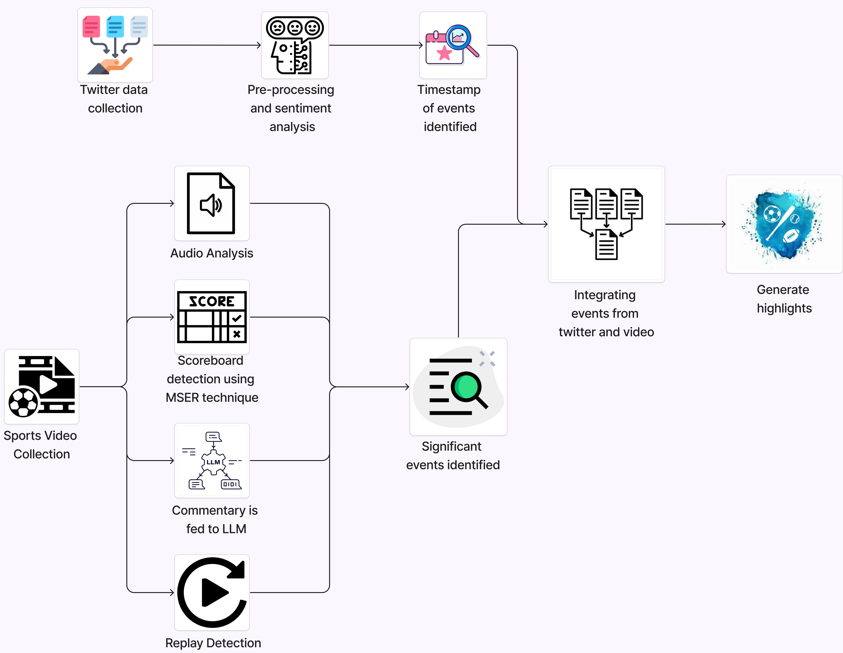 Twitter data
collection
Pre-processing
and sentiment
analysis
Timestamp
of events
identified
Audio Analysis
SCORE
Scoreboard
detection using
MSER technique
Sports Video
Collection
LLM
Commentary is
fed to LLM
Replay Detection
Significant
events identified
Integrating
events from
twitter and video
Generate
highlights